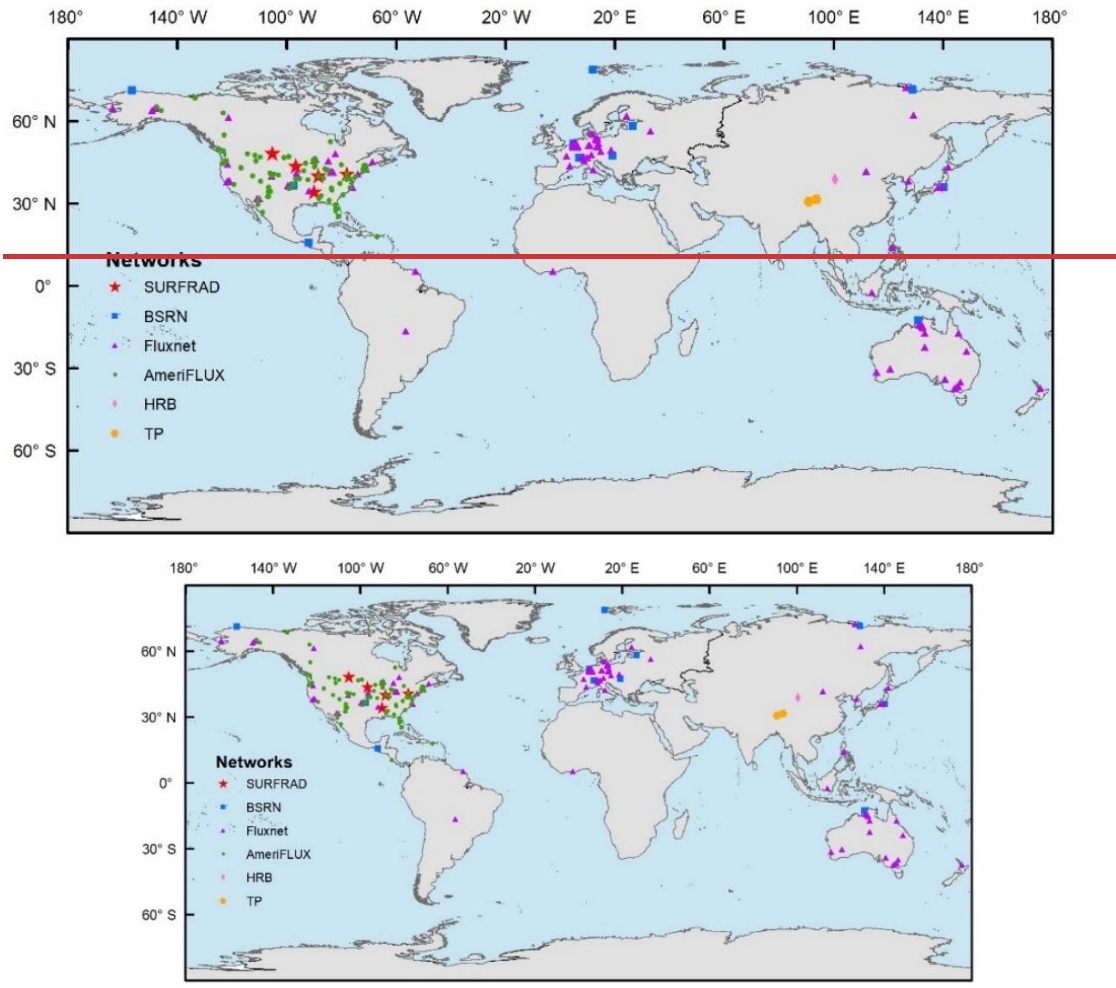 180° 140° W 100° W 60° W 20° W 20° E 60° E 100° E 140° E 180°
60° N
30° N
Networks
0°
SURFRAD
BSRN
Fluxnet
30° S
AmeriFLUX
HRB
TP
60° S
180° 140° W 100° W 60° W 20 W 20° E 60° E 100° E 140° E 180°
60° N
30° N
Networks
0°
SURFRAD
BSRN
Fluxnet
30° S
AmeriFLUX
HRB
TP
60° S